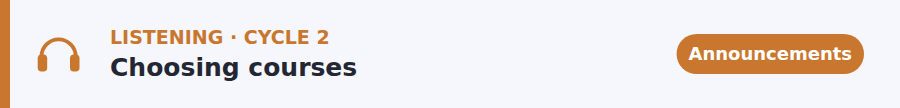 LISTENING · CYCLE 2
Choosing courses
Announcements